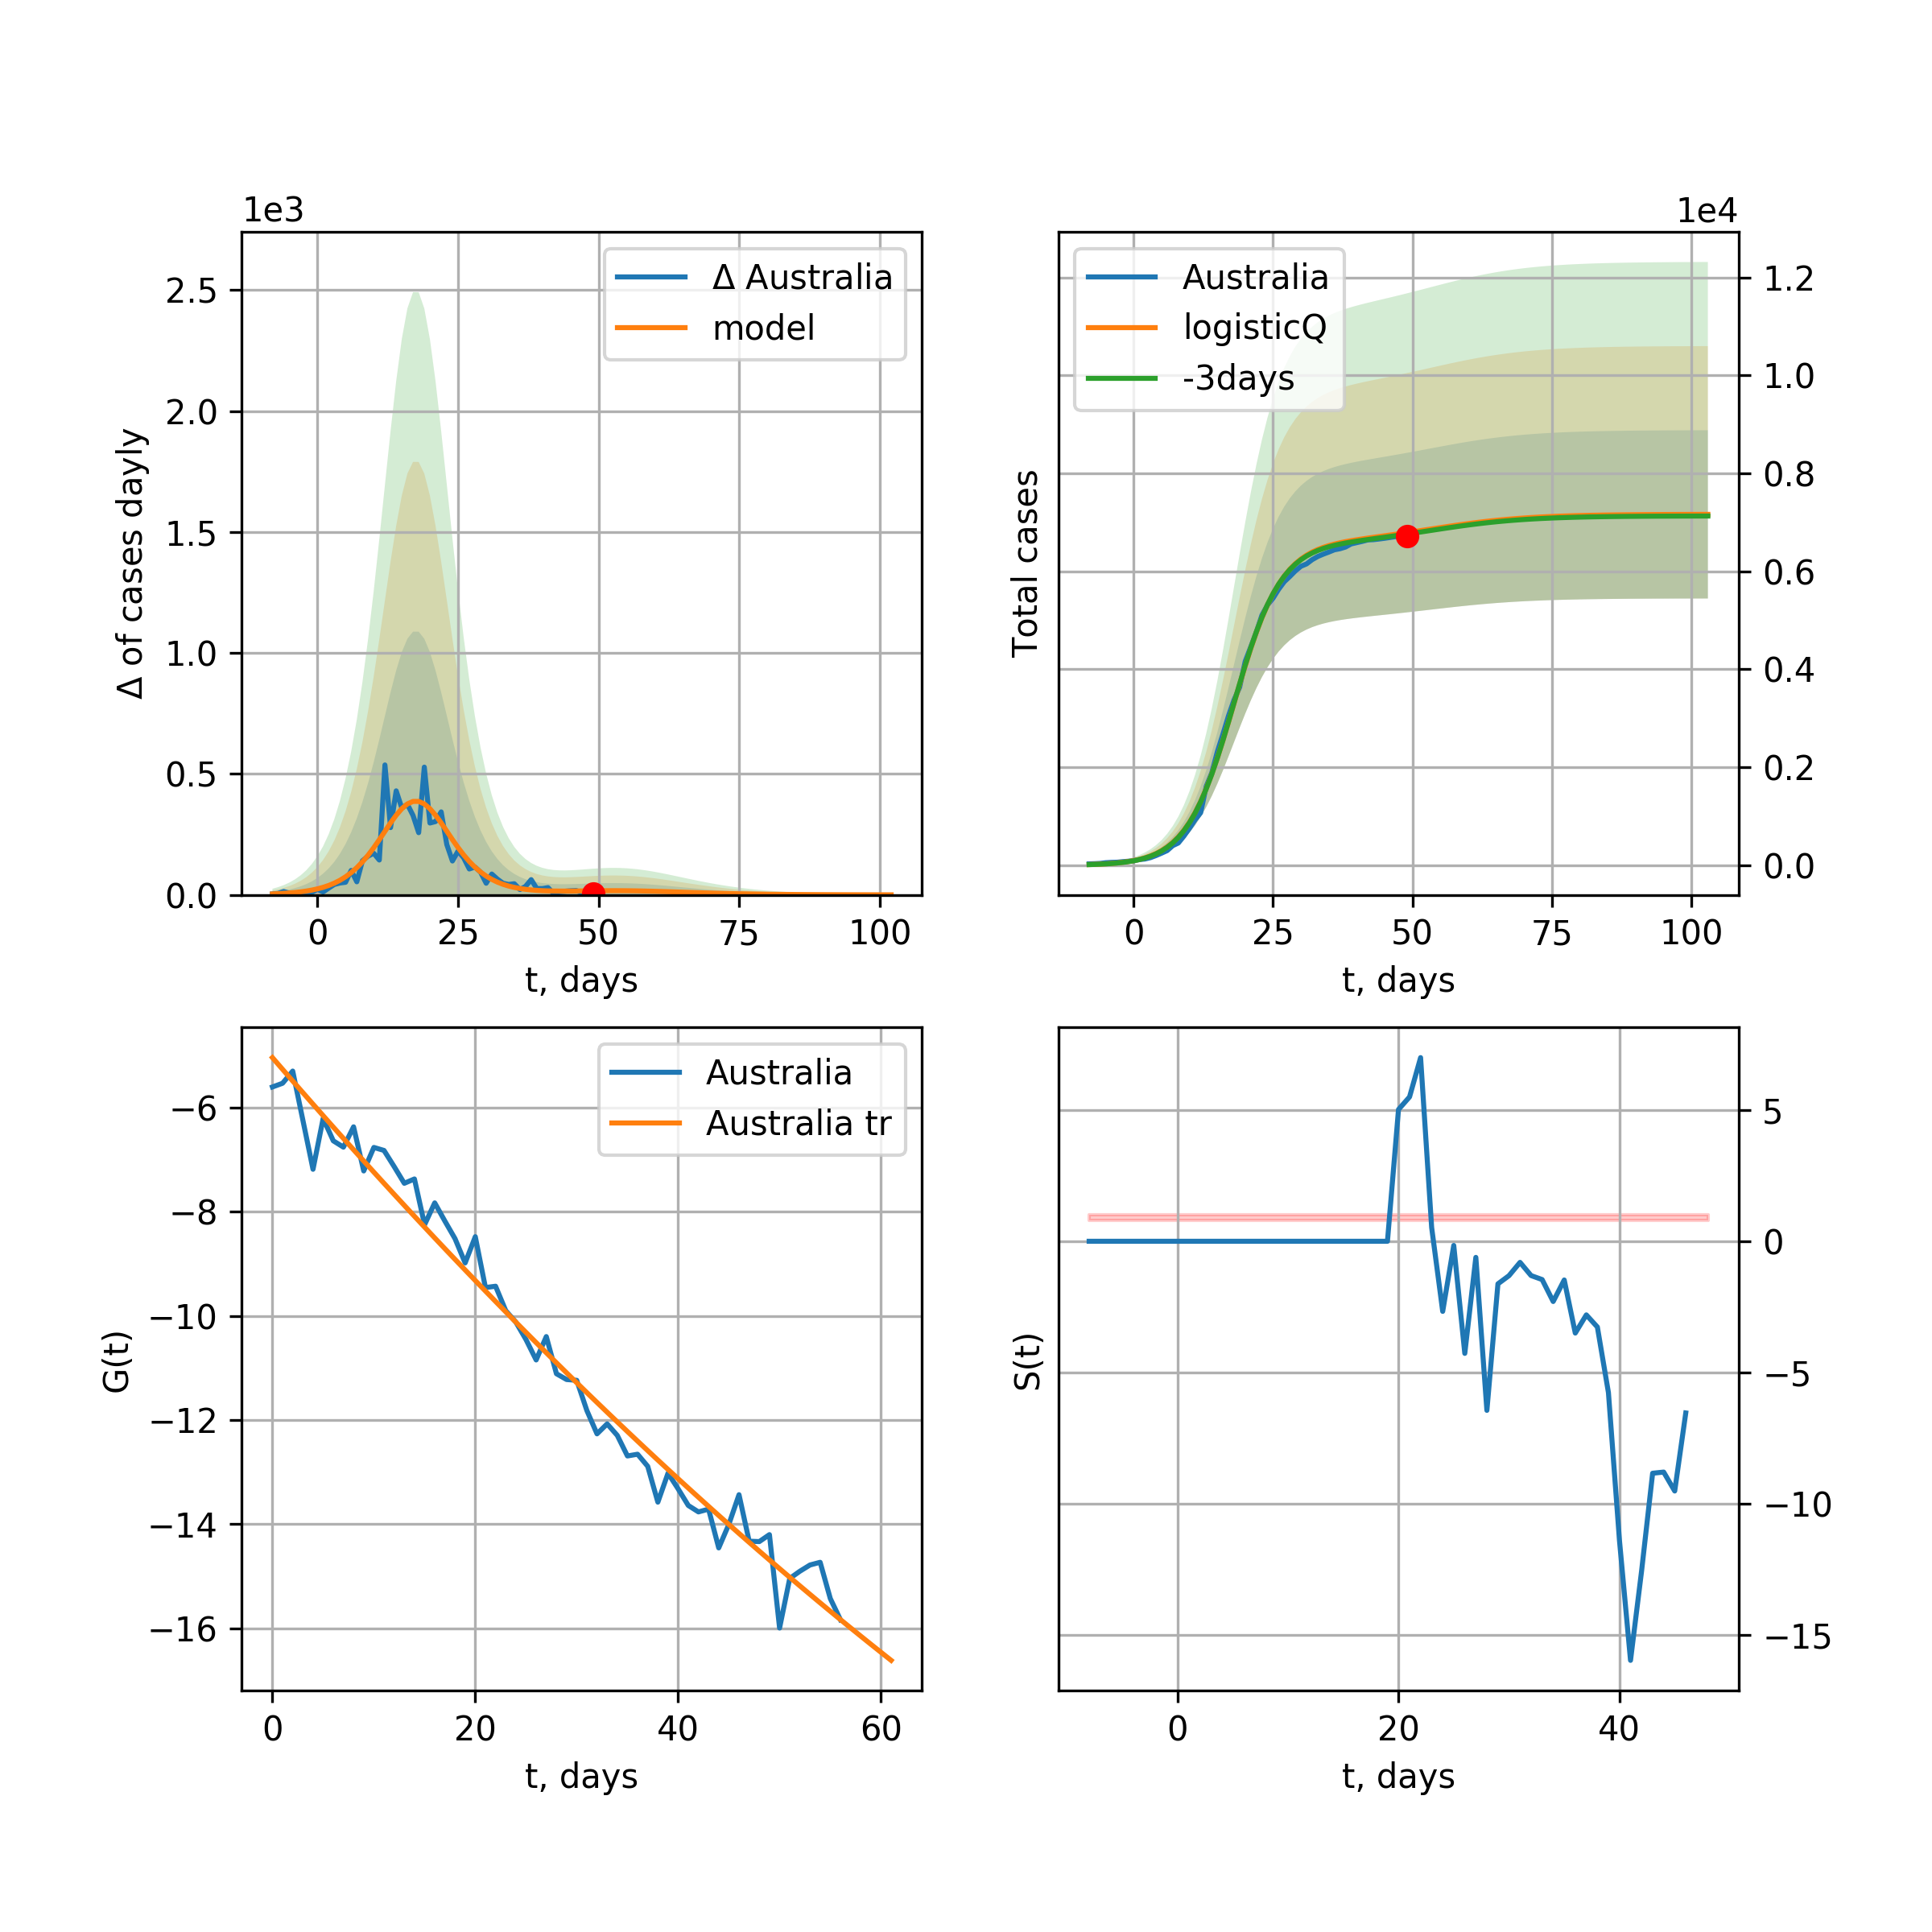 1e3
Δ of cases dayly
2.5
2.0
1.5
1.0
0.5
0.0
Δ Australia
model
0 25 50 75 100
t, days
1e4
Total cases
Australia
logisticQ
-3days
1.2
1.0
0.8
0.6
0.4
0.2
0.0
0 25 50 75 100
t, days
G(t)
−6
−8
−10
−12
−14
−16
Australia
Australia tr
0 20 40 60
t, days
S(t)
5
0
−5
−10
−15
0 20 40
t, days